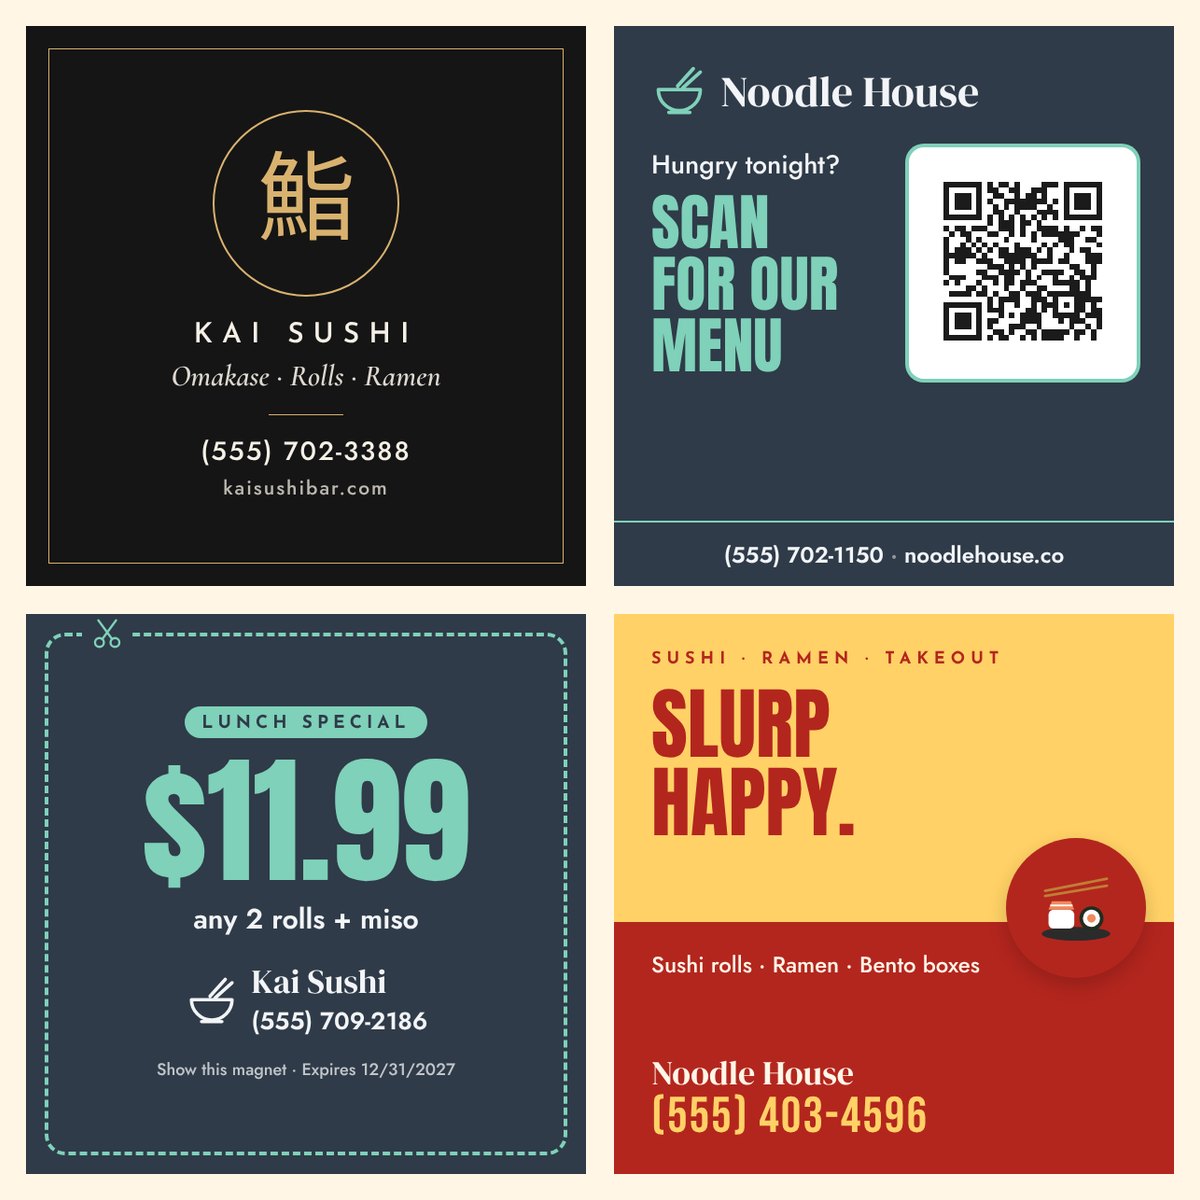 鮨
KAI SUSHI
Omakase · Rolls · Ramen
(555) 702-3388
kaisushibar.com
Noodle House
Hungry tonight?
SCAN
FOR OUR
MENU
(555) 702-1150 · noodlehouse.co
LUNCH SPECIAL
$11.99
any 2 rolls + miso
Kai Sushi
(555) 709-2186
Show this magnet · Expires 12/31/2027
SUSHI · RAMEN · TAKEOUT
SLURP
HAPPY.
Sushi rolls · Ramen · Bento boxes
Noodle House
(555) 403-4596